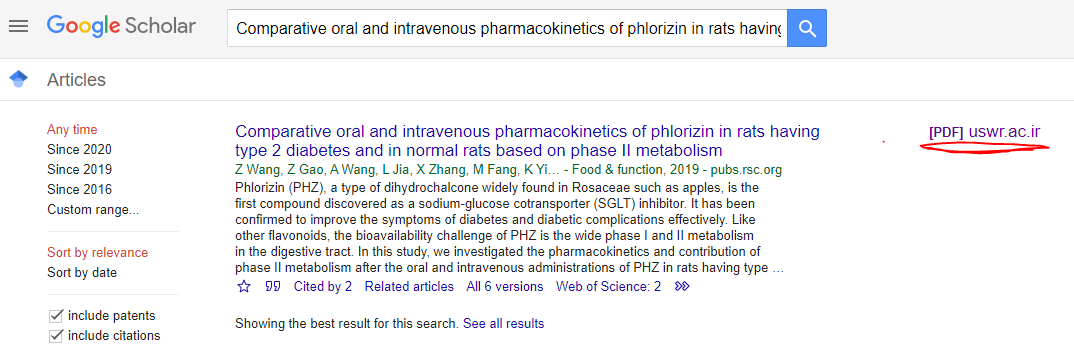 Google Scholar
Comparative oral and intravenous pharmacokinetics of phlorizin in rats having
Articles
Any time
Since 2020
Since 2019
Since 2016
Custom range...
Sort by relevance
Sort by date
include patents
include citations
Comparative oral and intravenous pharmacokinetics of phlorizin in rats having
type 2 diabetes and in normal rats based on phase II metabolism
Z Wang, Z Gao, A Wang, L Jia, X Zhang, M Fang, K Yi... - Food & function, 2019 - pubs.rsc.org
Phlorizin (PHZ), a type of dihydrochalcone widely found in Rosaceae such as apples, is the
first compound discovered as a sodium-glucose cotransporter (SGLT) inhibitor. It has been
confirmed to improve the symptoms of diabetes and diabetic complications effectively. Like
other flavonoids, the bioavailability challenge of PHZ is the wide phase I and II metabolism
in the digestive tract. In this study, we investigated the pharmacokinetics and contribution of
phase II metabolism after the oral and intravenous administrations of PHZ in rats having type …
Cited by 2 Related articles All 6 versions Web of Science: 2
[PDF] uswr.ac.ir
Showing the best result for this search. See all results